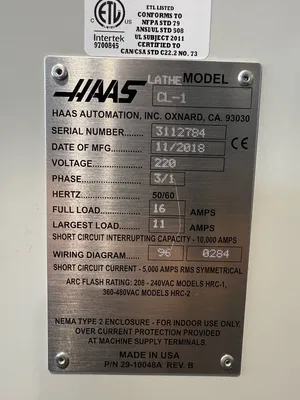 ETL LISTED
CONFORMS TO
NFPA STD 79
ANSI/UL STD 508
UL SUBJECT 2011
CERTIFIED TO
CAN/CSA STD C22.2 NO. 73
ETL
Intertek
9700845
HAAS LATHE MODEL
CL-1
HAAS AUTOMATION, INC. OXNARD, CA. 93030
SERIAL NUMBER 3112784
DATE OF MFG. 11/2018 CE
VOLTAGE 220
PHASE 3/1
HERTZ 50/60
FULL LOAD 16 AMPS
LARGEST LOAD 11 AMPS
SHORT CIRCUIT INTERRUPTING CAPACITY - 10,000 AMPS
WIRING DIAGRAM 96 0284
SHORT CIRCUIT CURRENT - 5,000 AMPS RMS SYMMETRICAL
ARC FLASH RATING: 208 - 240VAC MODELS HRC-1,
360-480VAC MODELS HRC-2
NEMA TYPE 2 ENCLOSURE - FOR INDOOR USE ONLY.
OVER CURRENT PROTECTION PROVIDED
AT MACHINE SUPPLY TERMINALS.
MADE IN USA
P/N 29-10048A REV. B